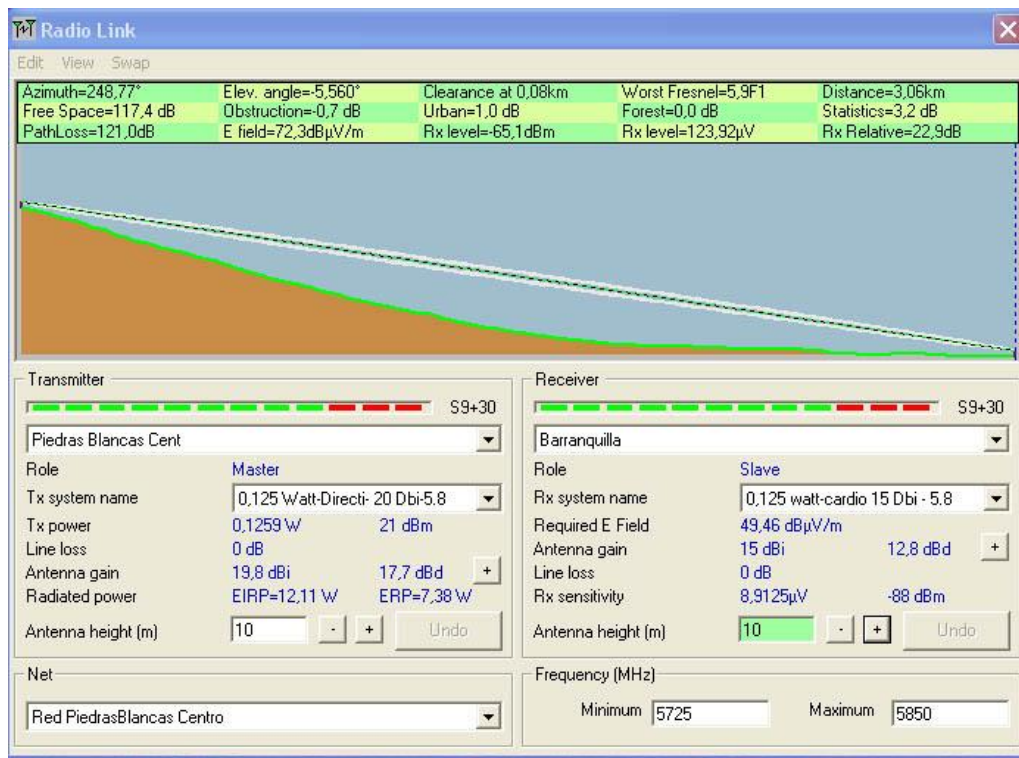 Radio Link
Edit View Swap
Azimuth=248,77° Elev. angle=-5,560° Clearance at 0,08km Worst Fresnel=5,9F1 Distance=3,06km
Free Space=117,4 dB Obstruction=-0,7 dB Urban=1,0 dB Forest=0,0 dB Statistics=3,2 dB
PathLoss=121,0dB E field=72,3dBµV/m Rx level=-65,1dBm Rx level=123,92µV Rx Relative=22,9dB
Transmitter
S9+30
Piedras Blancas Cent
Role Master
Tx system name 0,125 Watt-Directi- 20 Dbi-5.8
Tx power 0,1259 W 21 dBm
Line loss 0 dB
Antenna gain 19,8 dBi 17,7 dBd +
Radiated power EIRP=12,11 W ERP=7,38 W
Antenna height (m) 10 - + Undo
Net
Red PiedrasBlancas Centro
Receiver
S9+30
Barranquilla
Role Slave
Rx system name 0,125 watt-cardio 15 Dbi - 5.8
Required E Field 49,46 dBµV/m
Antenna gain 15 dBi 12,8 dBd +
Line loss 0 dB
Rx sensitivity 8,9125µV -88 dBm
Antenna height (m) 10 - + Undo
Frequency (MHz)
Minimum 5725 Maximum 5850